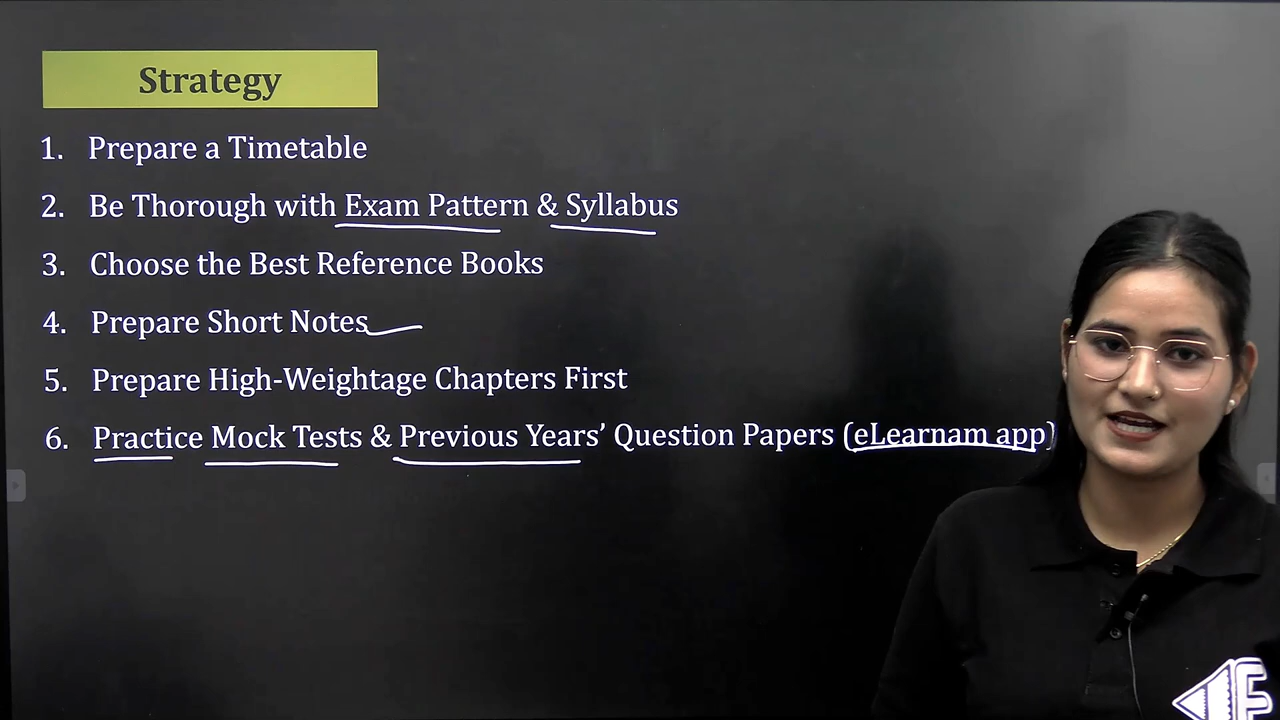 Strategy
1. Prepare a Timetable
2. Be Thorough with Exam Pattern & Syllabus
3. Choose the Best Reference Books
4. Prepare Short Notes
5. Prepare High-Weightage Chapters First
6. Practice Mock Tests & Previous Years’ Question Papers (eLearnam app)